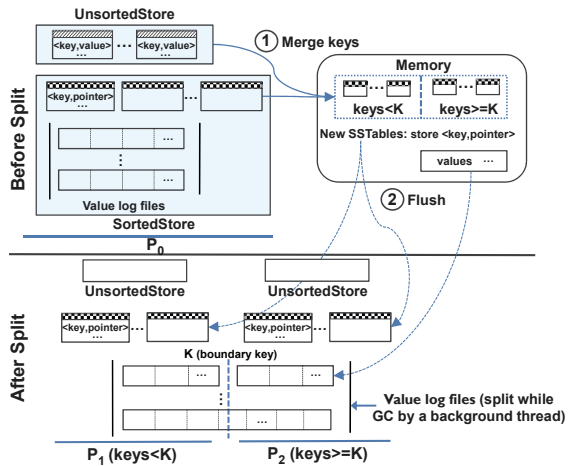 UnsortedStore
<key,value> ... <key,value>
... ...
1 Merge keys
Memory
Before Split
<key,pointer> ...
...
... ...
keys<K keys>=K
New SSTables: store <key,pointer>
values ...
...
...
...
Value log files
SortedStore
P0
2 Flush
After Split
UnsortedStore UnsortedStore
<key,pointer> ... <key,pointer> ...
... ...
K (boundary key)
... ...
...
...
Value log files (split while
GC by a background thread)
P1 (keys<K) P2 (keys>=K)